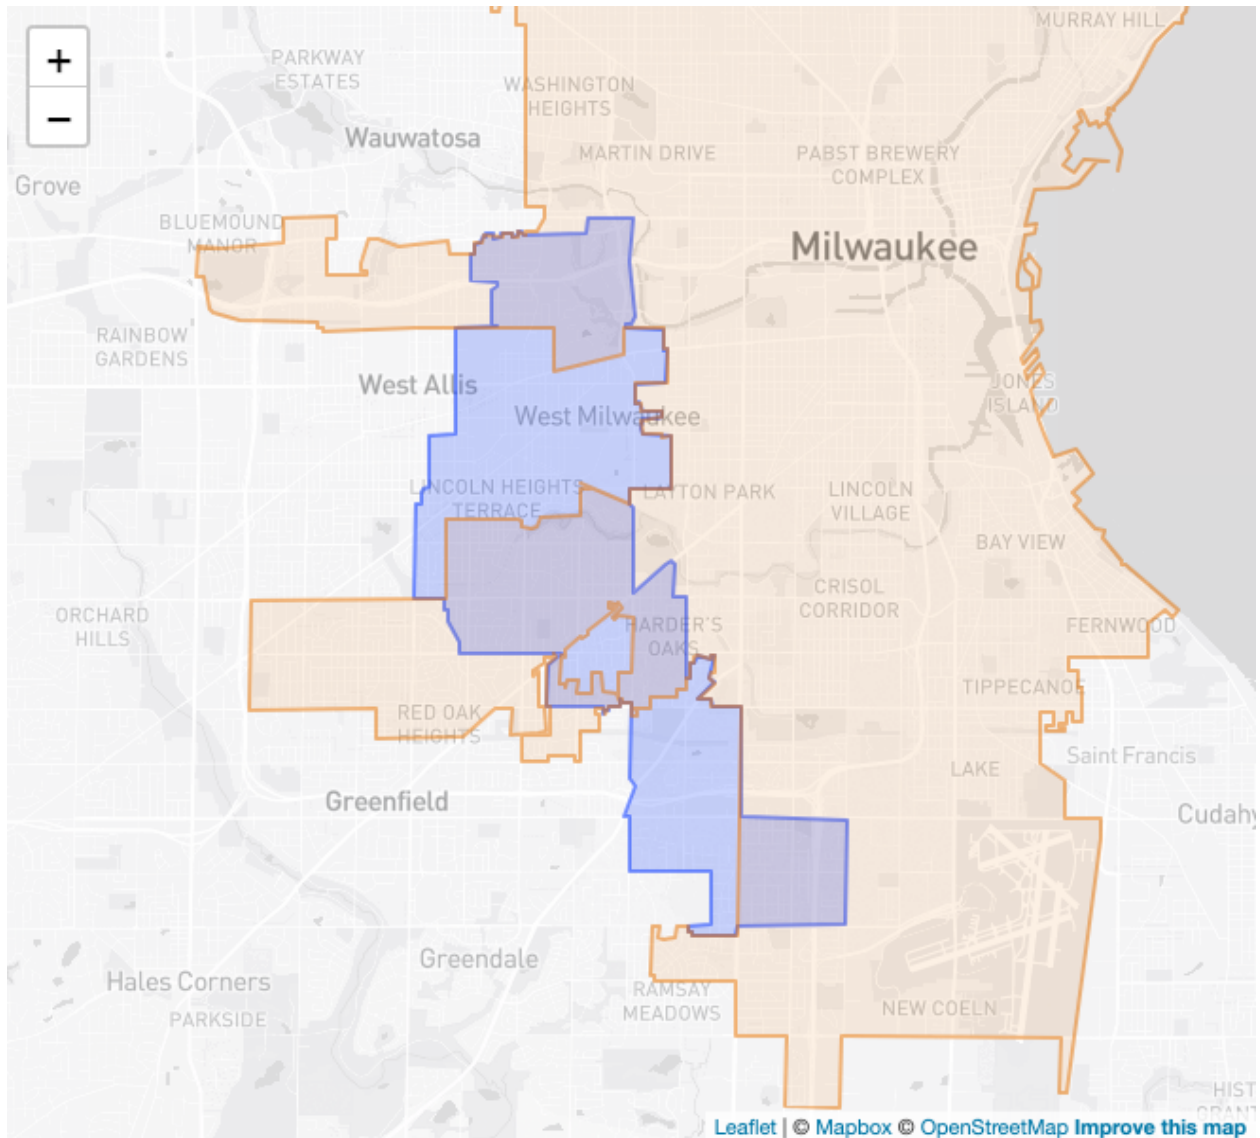 +
−
MURRAY HILL
PARKWAY
ESTATES
WASHINGTON
HEIGHTS
Wauwatosa
MARTIN DRIVE
PABST BREWERY
COMPLEX
Grove
BLUEMOUND
MANOR
Milwaukee
RAINBOW
GARDENS
West Allis
JONES
ISLAND
West Milwaukee
LINCOLN HEIGHTS
TERRACE
LAYTON PARK
LINCOLN
VILLAGE
BAY VIEW
ORCHARD
HILLS
CRISOL
CORRIDOR
HARDER'S
OAKS
FERNWOOD
TIPPECANOE
RED OAK
HEIGHTS
Saint Francis
LAKE
Greenfield
Cudahy
Greendale
Hales Corners
PARKSIDE
RAMSAY
MEADOWS
NEW COELN
HIST
GRANT
Leaflet | © Mapbox © OpenStreetMap Improve this map